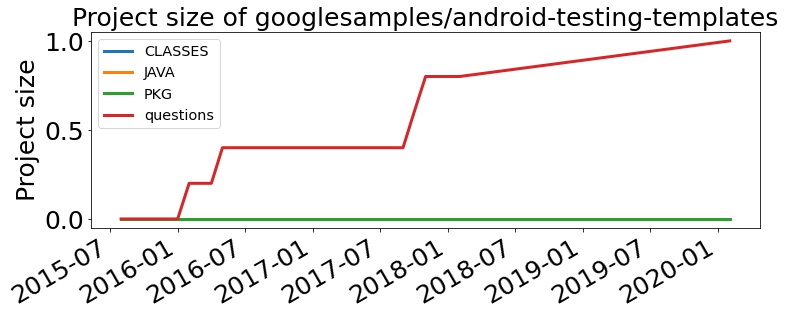 Project size of googlesamples/android-testing-templates
Project size
1.0
0.5
0.0
CLASSES
JAVA
PKG
questions
2015-07
2016-01
2016-07
2017-01
2017-07
2018-01
2018-07
2019-01
2019-07
2020-01